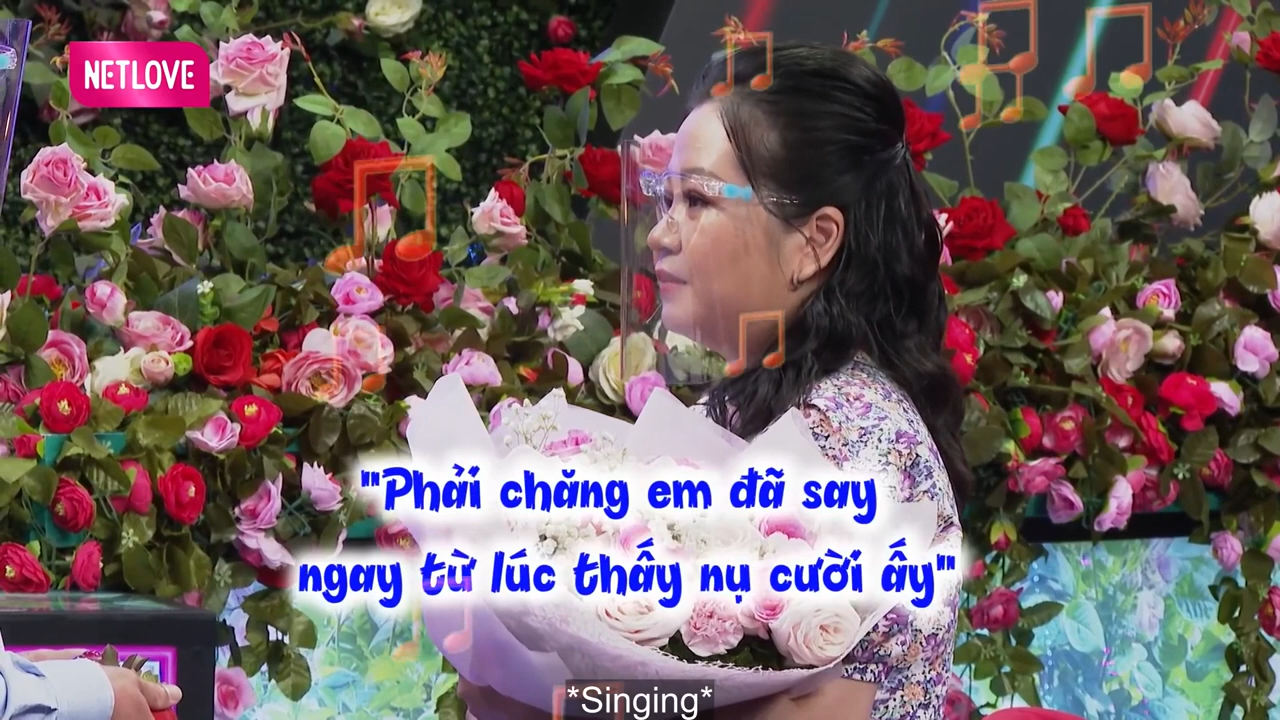 NETLOVE
""Phải chăng em đã say
ngay từ lúc thấy nụ cười ấy""
*Singing*